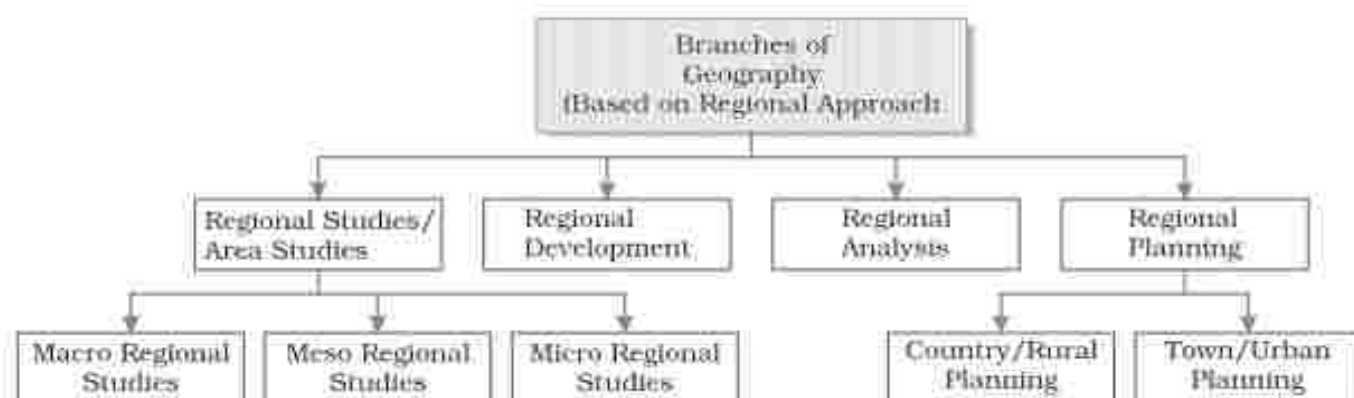 Branches of
Geography
(Based on Regional Approach
Regional Studies/
Area Studies
Regional
Development
Regional
Analysis
Regional
Planning
Macro Regional
Studies
Meso Regional
Studies
Micro Regional
Studies
Country/Rural
Planning
Town/Urban
Planning